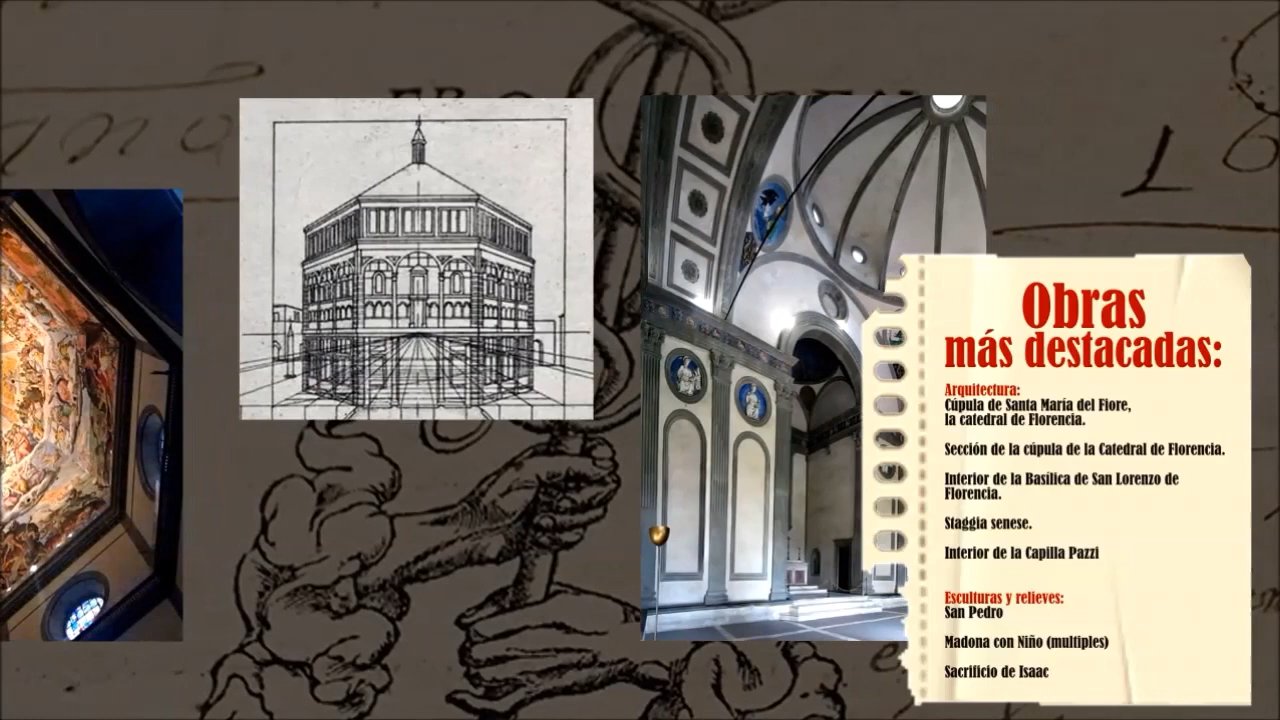 Obras
más destacadas:
Arquitectura:
Cúpula de Santa María del Fiore,
la catedral de Florencia.
Sección de la cúpula de la Catedral de Florencia.
Interior de la Basílica de San Lorenzo de
Florencia.
Staggia senese.
Interior de la Capilla Pazzi
Esculturas y relieves:
San Pedro
Madona con Niño (multiples)
Sacrificio de Isaac